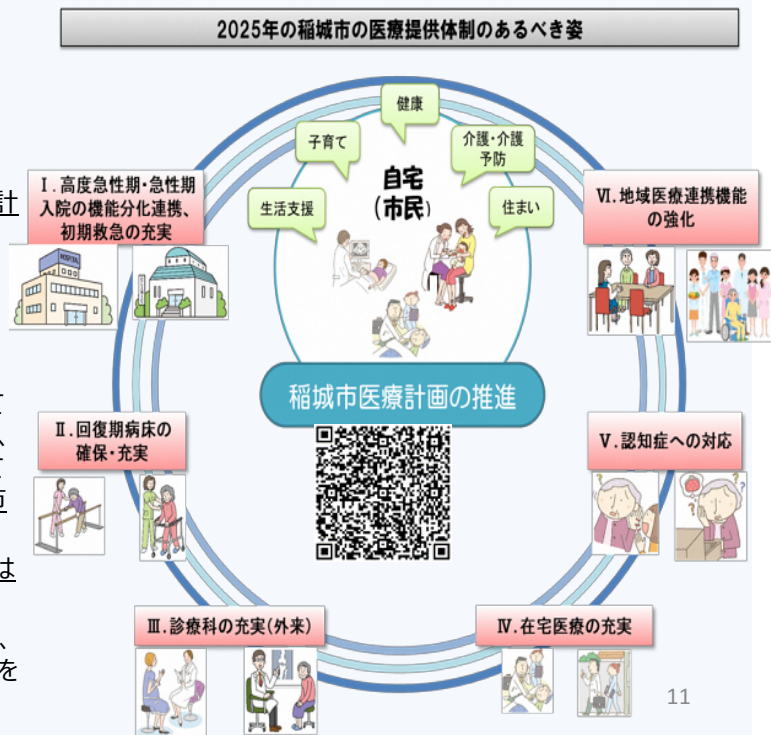 2025年の稲城市の医療提供体制のあるべき姿
健康
子育て
介護・介護
予防
生活支援
住まい
自宅
(市民)
Ⅰ.高度急性期・急性期
入院の機能分化連携、
初期救急の充実
HOSPITAL
Ⅵ.地域医療連携機能
の強化
稲城市医療計画の推進
Ⅱ.回復期病床の
確保・充実
Ⅴ.認知症への対応
Ⅲ.診療科の充実(外来)
Ⅳ.在宅医療の充実
計
は
、
を
11